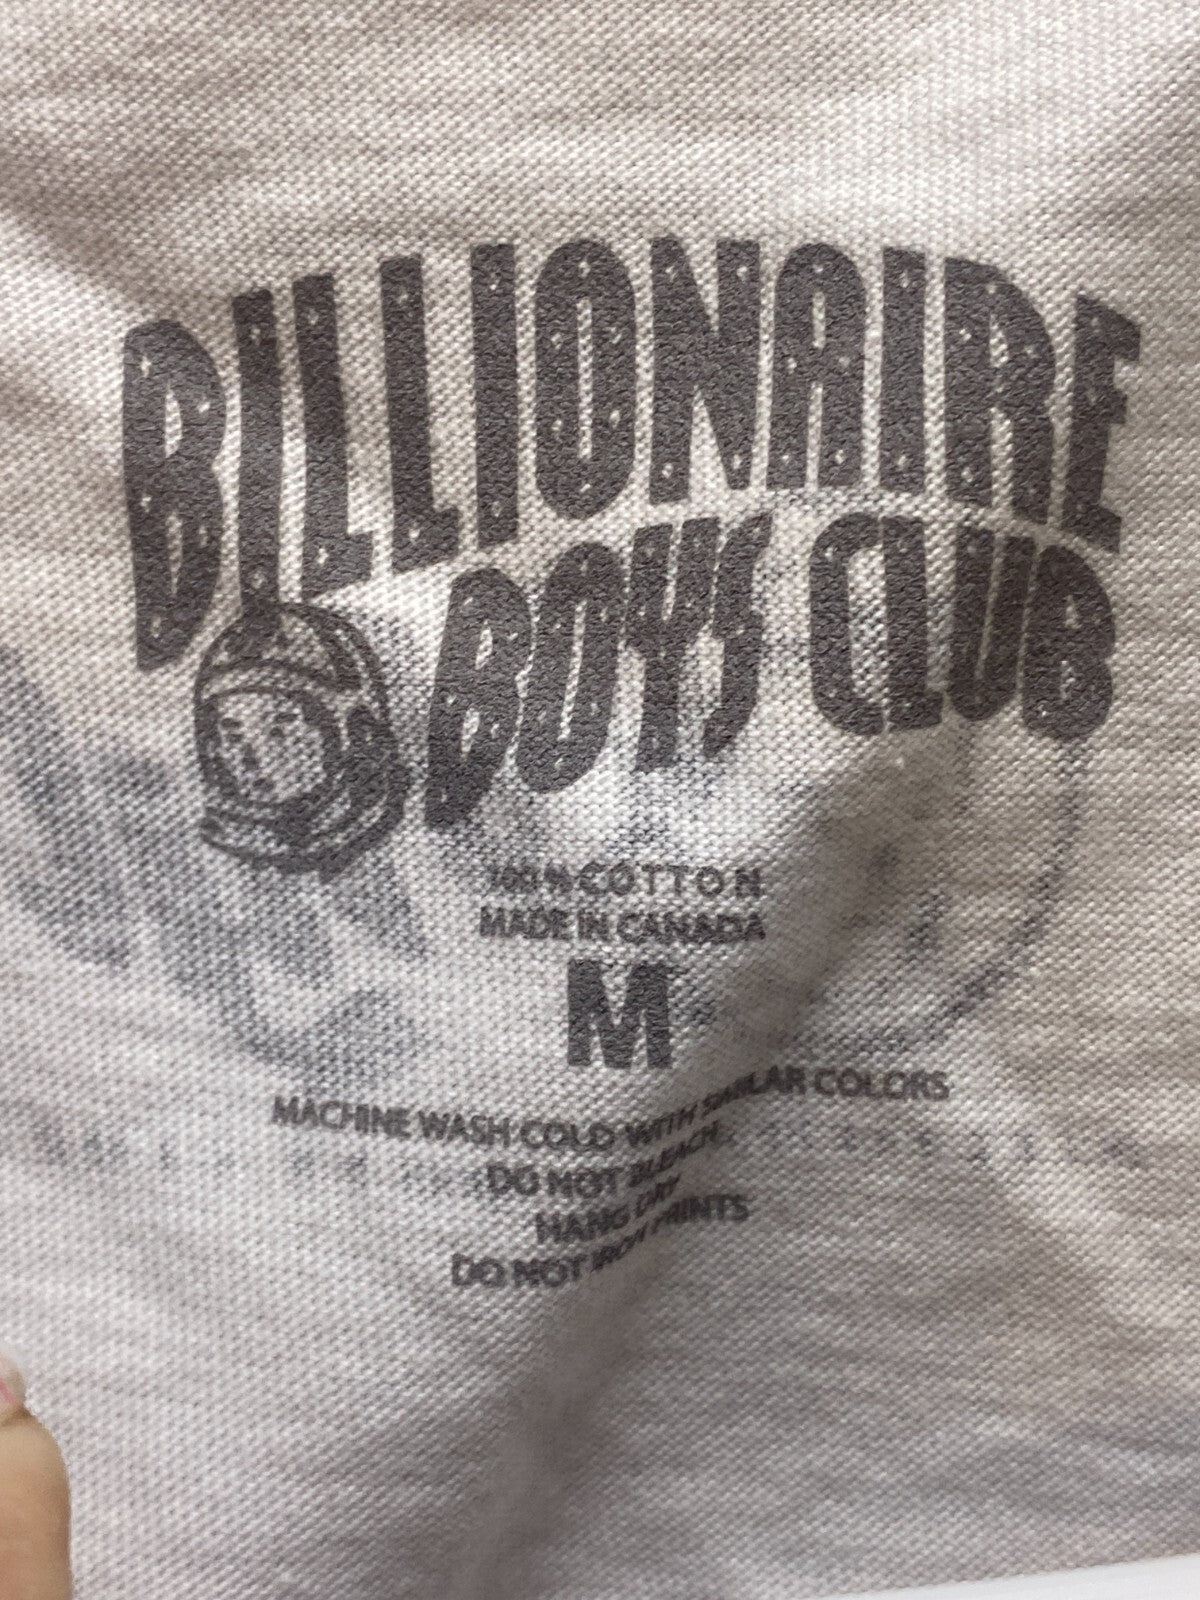 BILLIONAIRE
BOYS CLUB
100% COTTON
MADE IN CANADA
M
MACHINE WASH COLD WITH SIMILAR COLORS
DO NOT BLEACH
HANG DRY
DO NOT IRON PRINTS